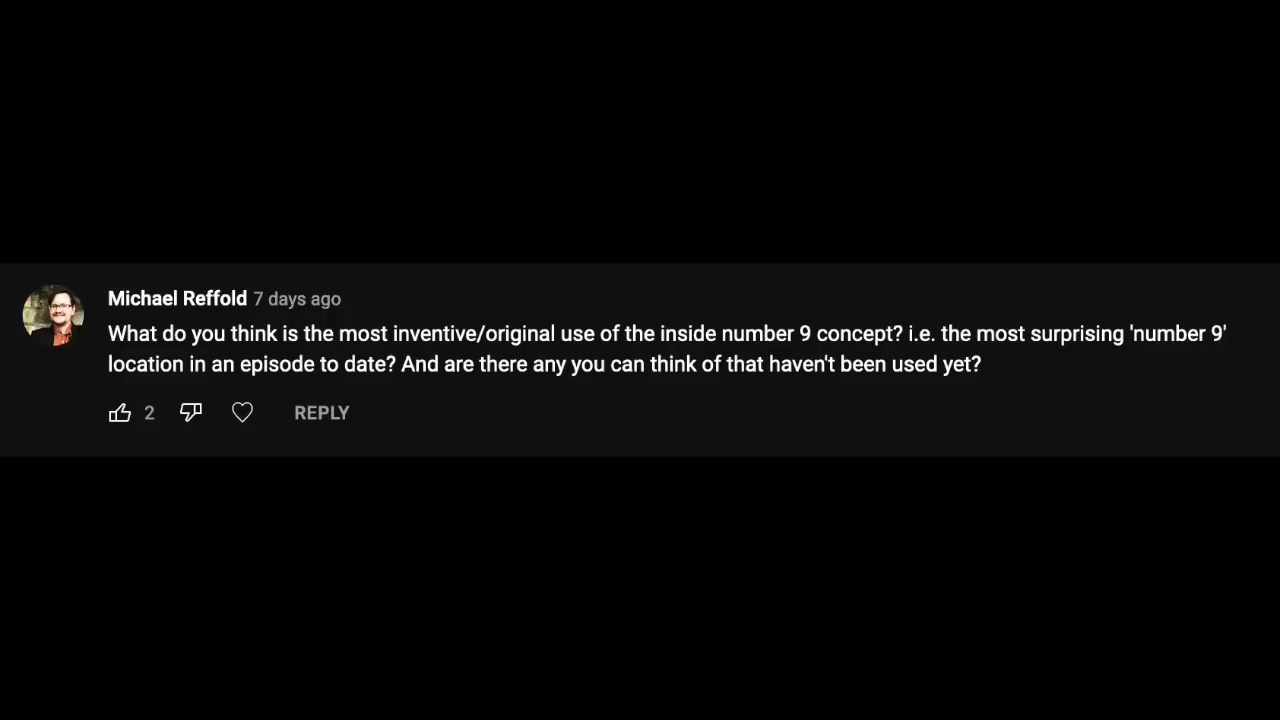 Michael Reffold 7 days ago
What do you think is the most inventive/original use of the inside number 9 concept? i.e. the most surprising 'number 9'
location in an episode to date? And are there any you can think of that haven't been used yet?
2 REPLY